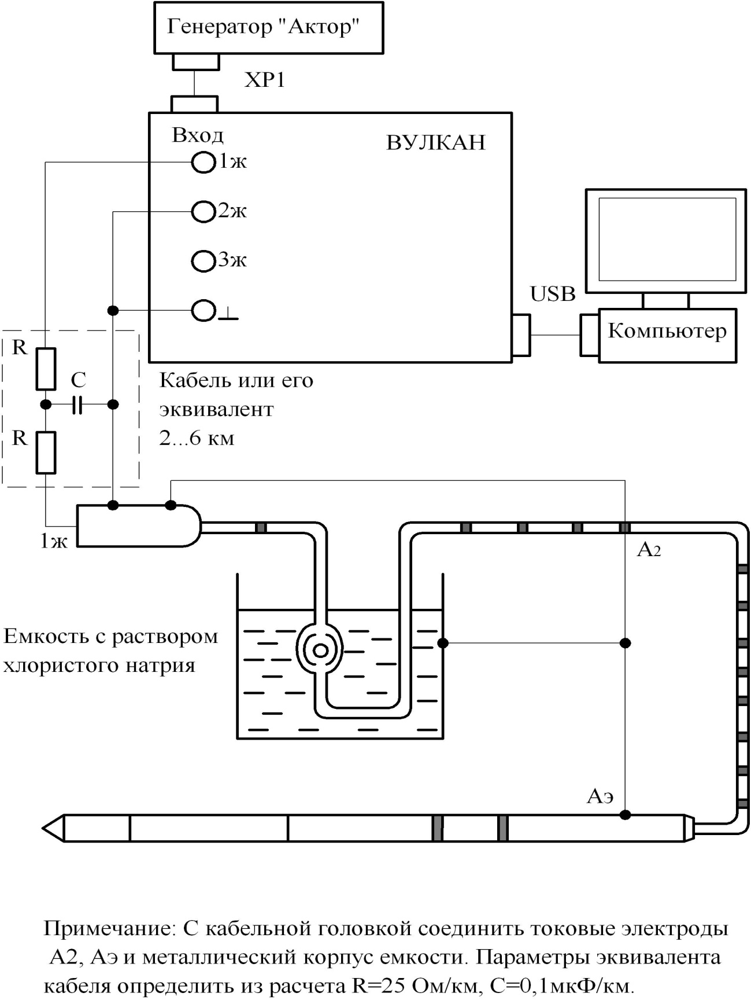 Генератор "Актор"
XP1
Вход
ВУЛКАН
1ж
2ж
3ж
USB
Компьютер
R
C
R
Кабель или его
эквивалент
2...6 км
1ж
A2
Емкость с раствором
хлористого натрия
Aэ
Примечание: С кабельной головкой соединить токовые электроды
А2, Аэ и металлический корпус емкости. Параметры эквивалента
кабеля определить из расчета R=25 Ом/км, С=0,1мкФ/км.